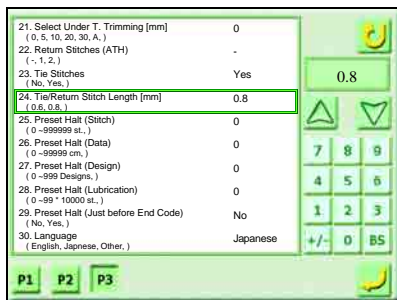 21. Select Under T. Trimming [mm] 0
( 0, 5, 10, 20, 30, A, )
22. Return Stitches (ATH) -
( -, 1, 2, )
23. Tie Stitches Yes
( No, Yes, )
24. Tie/Return Stitch Length [mm] 0.8
( 0.6, 0.8, )
25. Preset Halt (Stitch) 0
( 0 ~999999 st., )
26. Preset Halt (Data) 0
( 0 ~99999 cm, )
27. Preset Halt (Design) 0
( 0 ~999 Designs, )
28. Preset Halt (Lubrication) 0
( 0 ~99 * 10000 st., )
29. Preset Halt (Just before End Code) No
( No, Yes, )
30. Language Japanese
( English, Japnese, Other, )
0.8
7 8 9
4 5 6
1 2 3
+/- 0 BS
P1 P2 P3